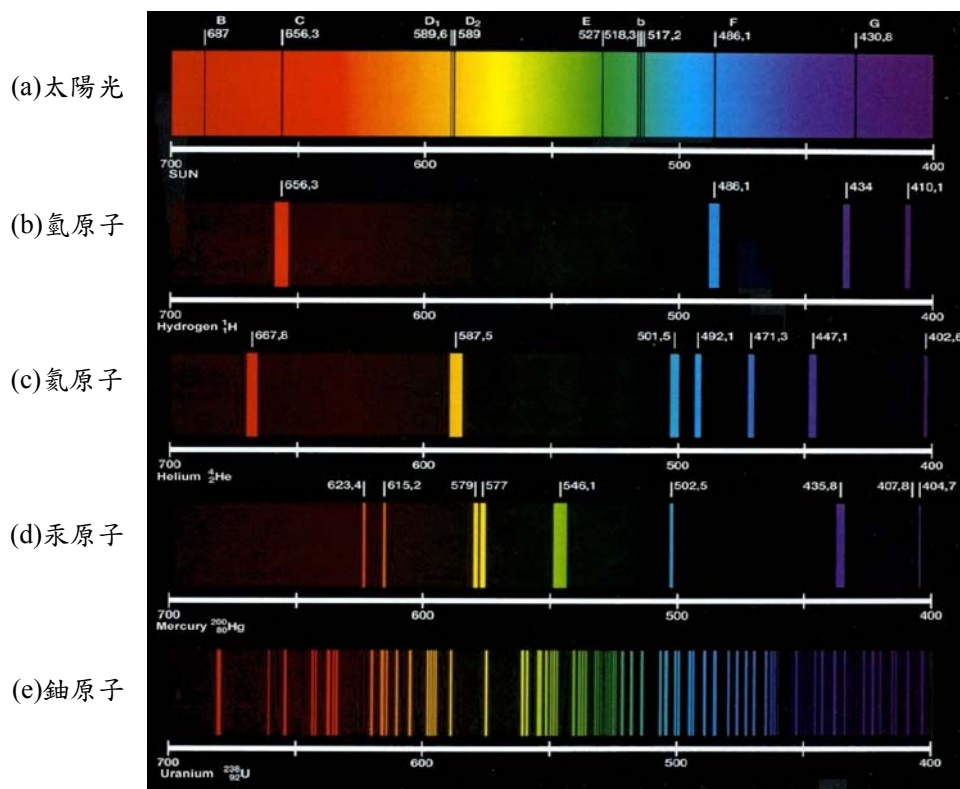 B C D₁ D₂ E b F G
687 656,3 589,6 589 527 518,3 517,2 486,1 430,8
(a)太陽光
700 600 500 400
SUN
656,3 486,1 434 410,1
(b)氫原子
700 600 500 400
Hydrogen ¹₁H
667,8 587,5 501,5 492,1 471,3 447,1 402,6
(c)氦原子
700 600 500 400
Helium ⁴₂He
623,4 615,2 579 577 546,1 502,5 435,8 407,8 404,7
(d)汞原子
700 600 500 400
Mercury ²⁰⁰₈₀Hg
(e)鈾原子
700 600 500 400
Uranium ²³⁸₉₂U